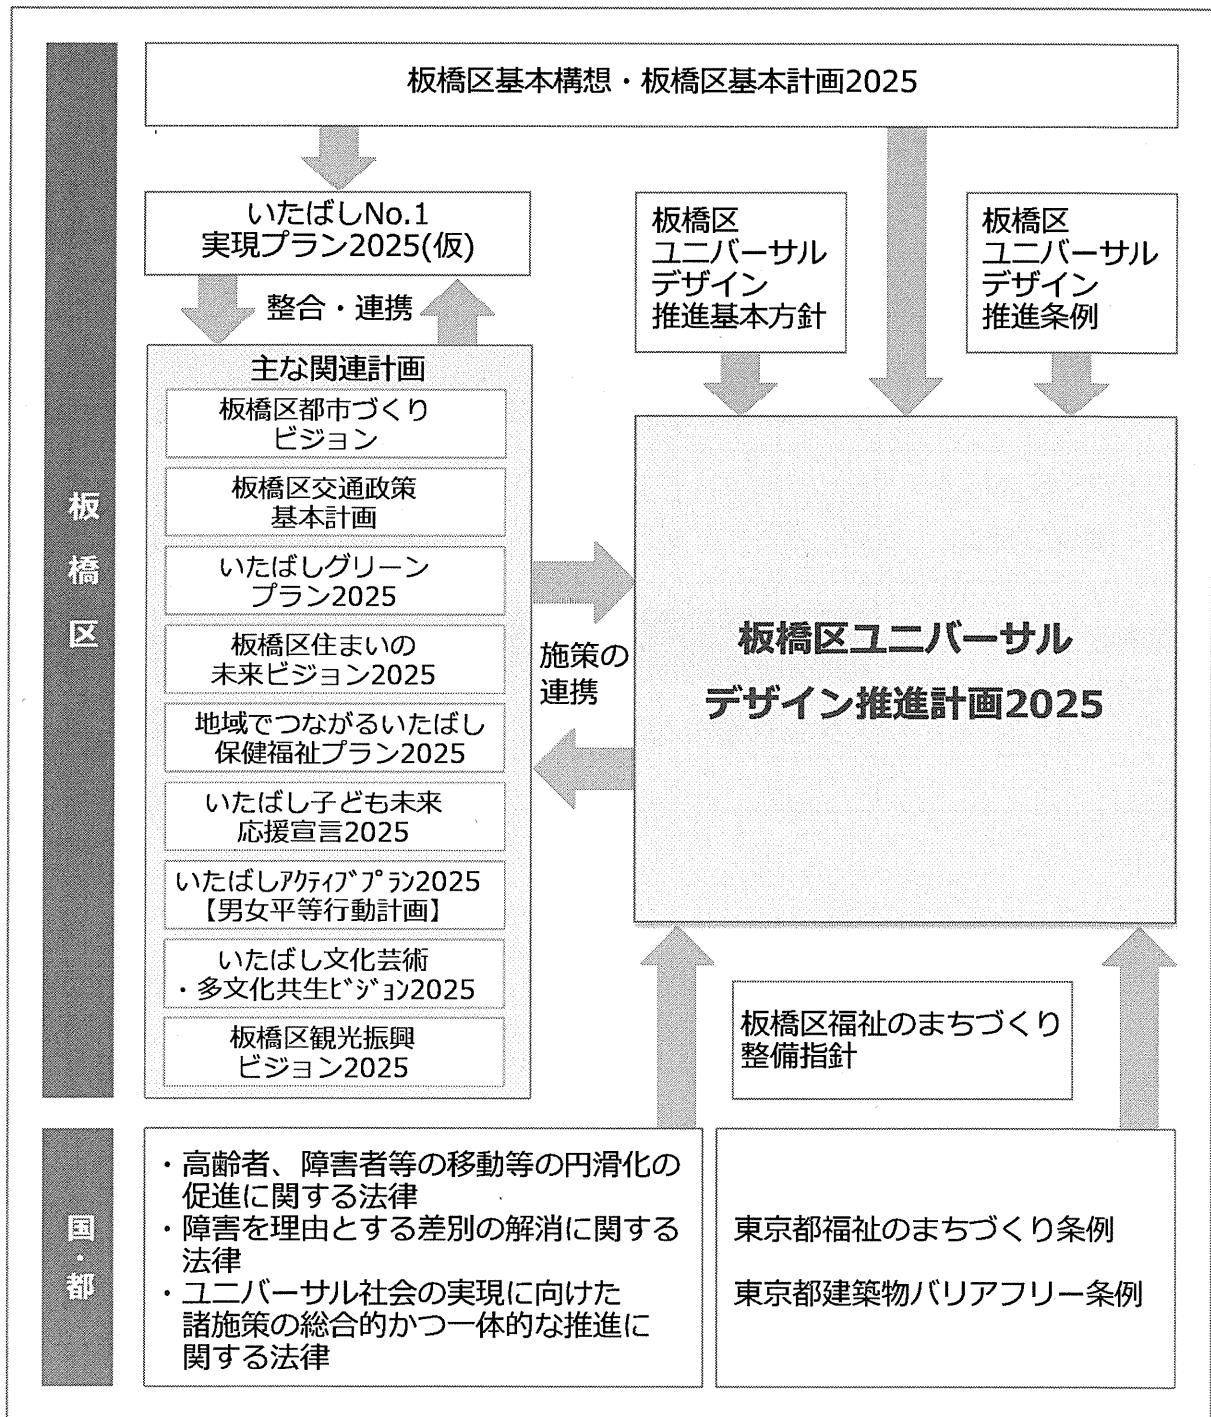 板橋区
板橋区基本構想・板橋区基本計画2025
いたばしNo.1
実現プラン2025(仮)
整合・連携
主な関連計画
板橋区都市づくり
ビジョン
板橋区交通政策
基本計画
いたばしグリーン
プラン2025
板橋区住まいの
未来ビジョン2025
地域でつながるいたばし
保健福祉プラン2025
いたばし子ども未来
応援宣言2025
いたばしｱｸﾃｨﾌﾞﾌﾟﾗﾝ2025
【男女平等行動計画】
いたばし文化芸術
・多文化共生ﾋﾞｼﾞｮﾝ2025
板橋区観光振興
ビジョン2025
施策の
連携
板橋区
ユニバーサル
デザイン
推進基本方針
板橋区
ユニバーサル
デザイン
推進条例
板橋区ユニバーサル
デザイン推進計画2025
板橋区福祉のまちづくり
整備指針
国・都
・高齢者、障害者等の移動等の円滑化の
促進に関する法律
・障害を理由とする差別の解消に関する
法律
・ユニバーサル社会の実現に向けた
諸施策の総合的かつ一体的な推進に
関する法律
東京都福祉のまちづくり条例
東京都建築物バリアフリー条例